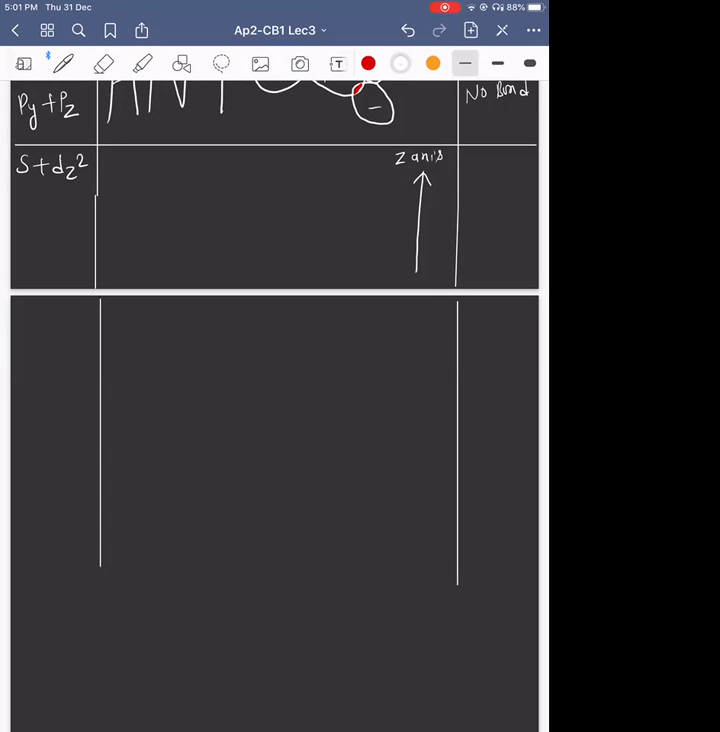 5:01 PM Thu 31 Dec
88%
Ap2-CB1 Lec3
T
Py + Pz
−
No Bond
S + dz²
Z axis